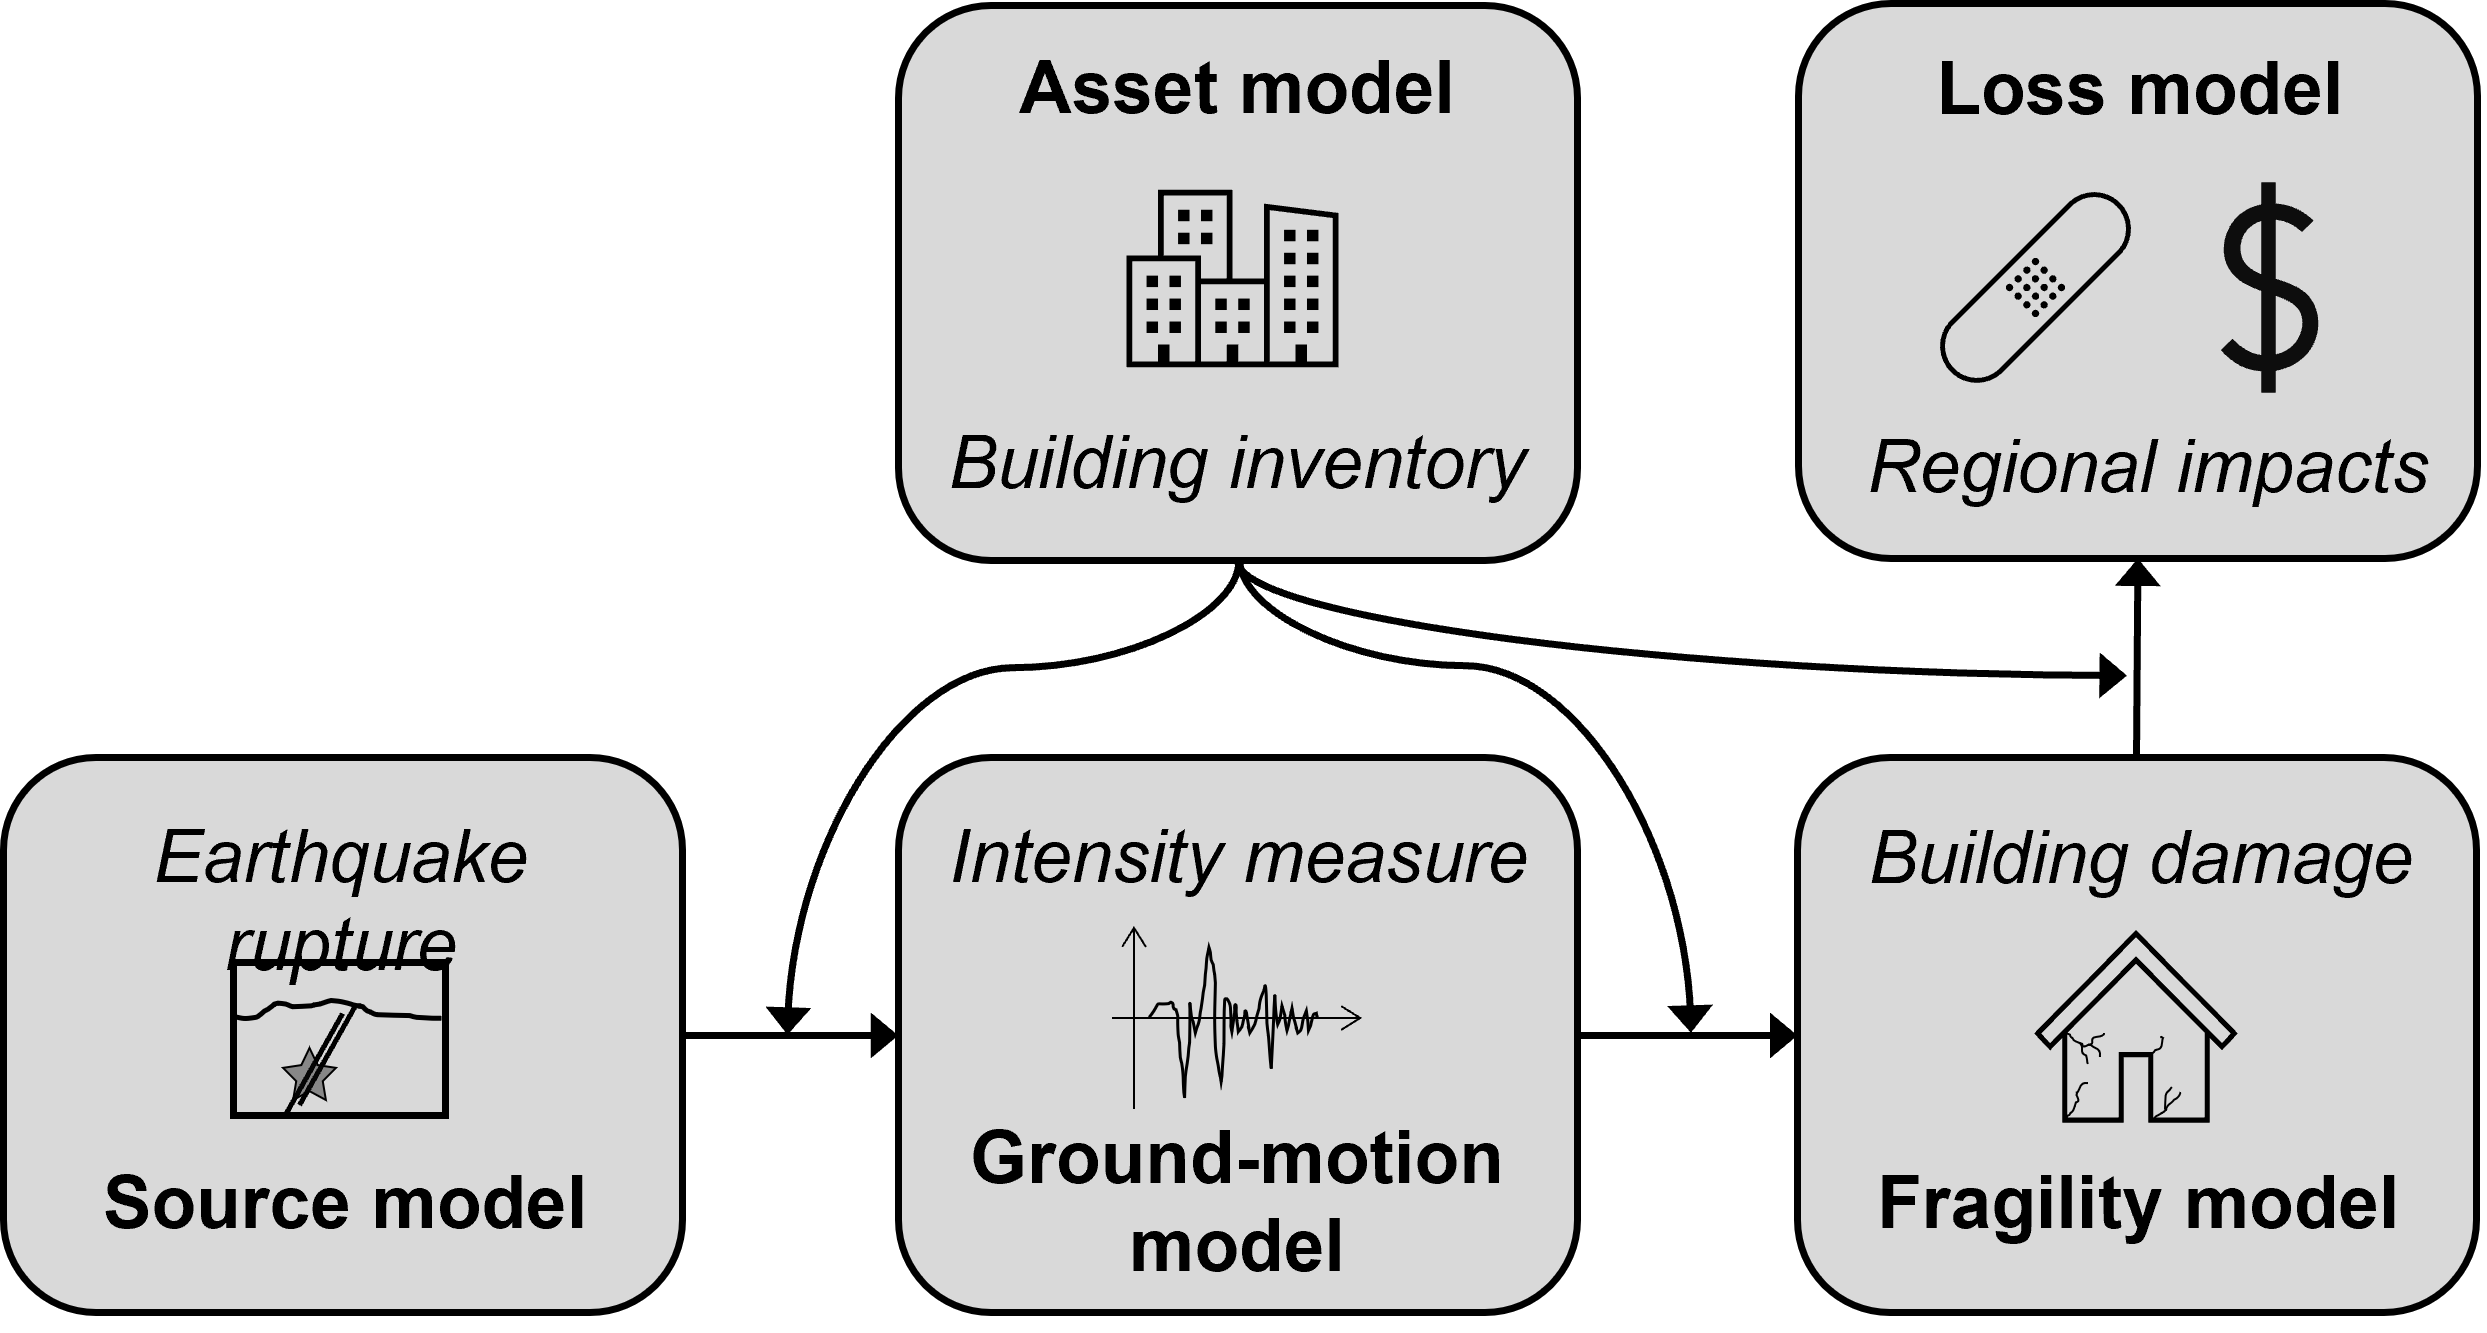 Asset model
Building inventory
Loss model
$
Regional impacts
Earthquake
rupture
Source model
Intensity measure
Ground-motion
model
Building damage
Fragility model